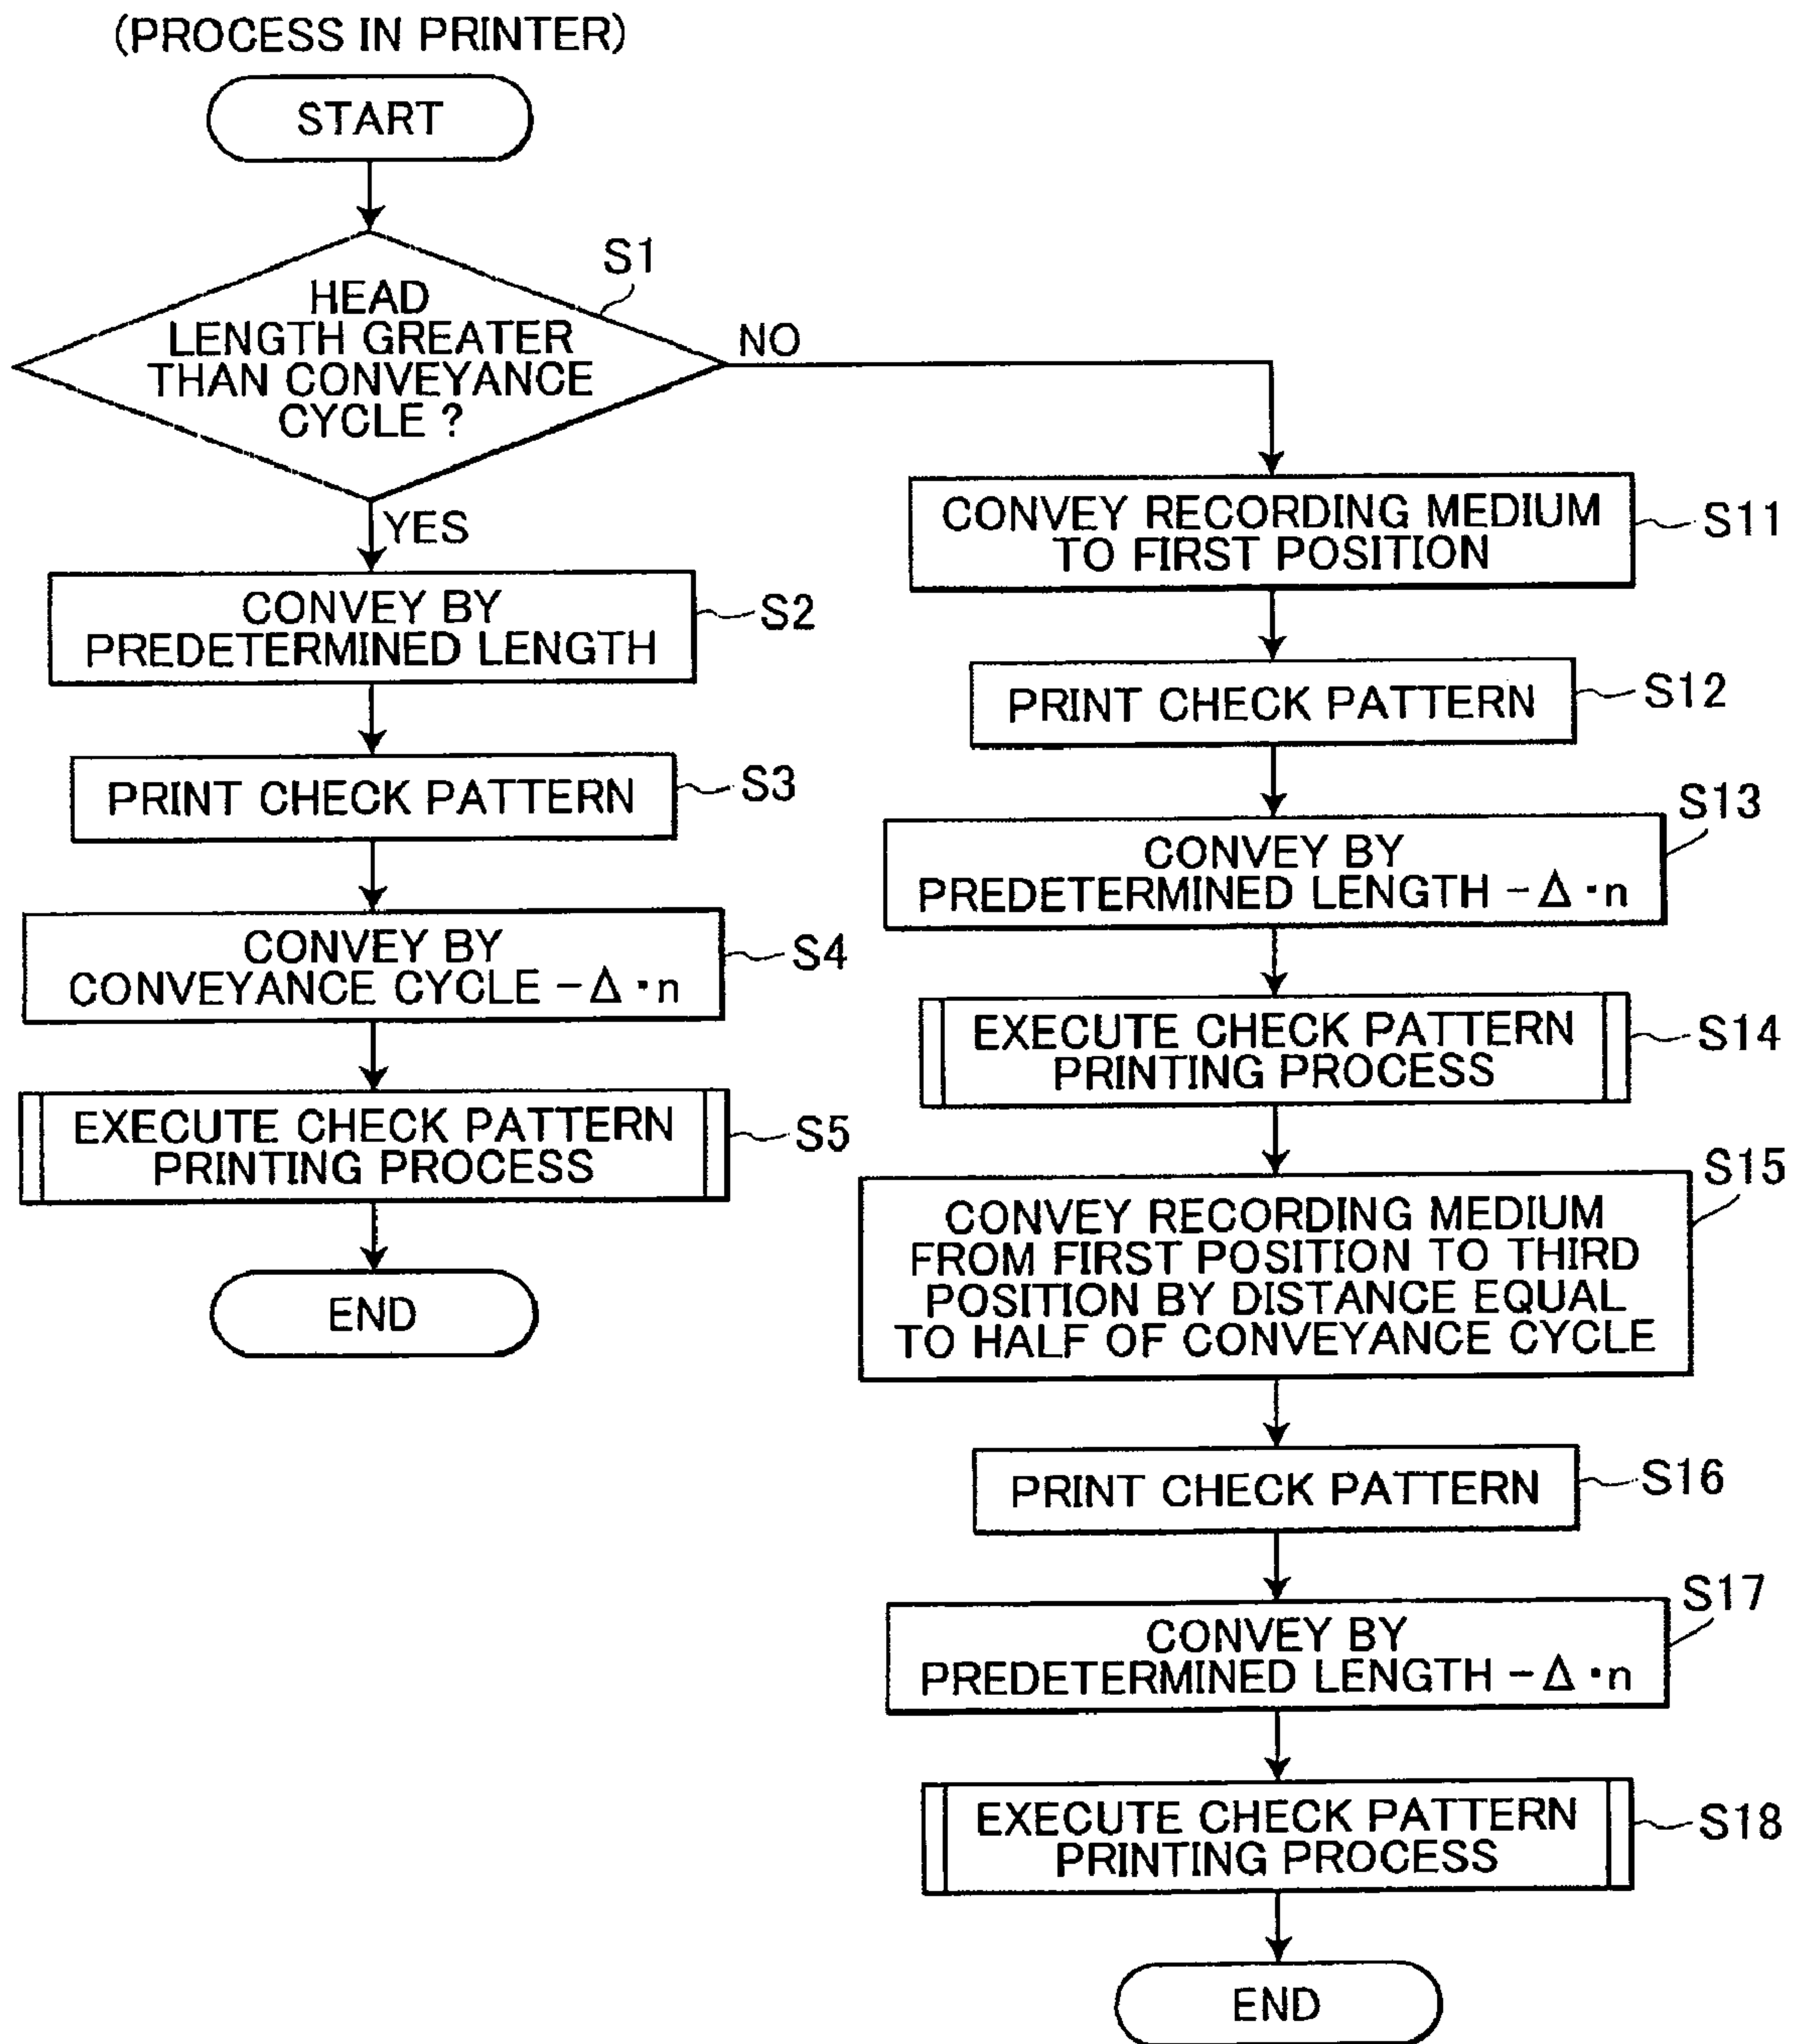 (PROCESS IN PRINTER)
START
S1
HEAD
LENGTH GREATER
THAN CONVEYANCE
CYCLE ?
NO
YES
CONVEY BY
PREDETERMINED LENGTH
S2
PRINT CHECK PATTERN
S3
CONVEY BY
CONVEYANCE CYCLE - Δ・n
S4
EXECUTE CHECK PATTERN
PRINTING PROCESS
S5
END
CONVEY RECORDING MEDIUM
TO FIRST POSITION
S11
PRINT CHECK PATTERN
S12
S13
CONVEY BY
PREDETERMINED LENGTH - Δ・n
EXECUTE CHECK PATTERN
PRINTING PROCESS
S14
S15
CONVEY RECORDING MEDIUM
FROM FIRST POSITION TO THIRD
POSITION BY DISTANCE EQUAL
TO HALF OF CONVEYANCE CYCLE
PRINT CHECK PATTERN
S16
S17
CONVEY BY
PREDETERMINED LENGTH - Δ・n
EXECUTE CHECK PATTERN
PRINTING PROCESS
S18
END